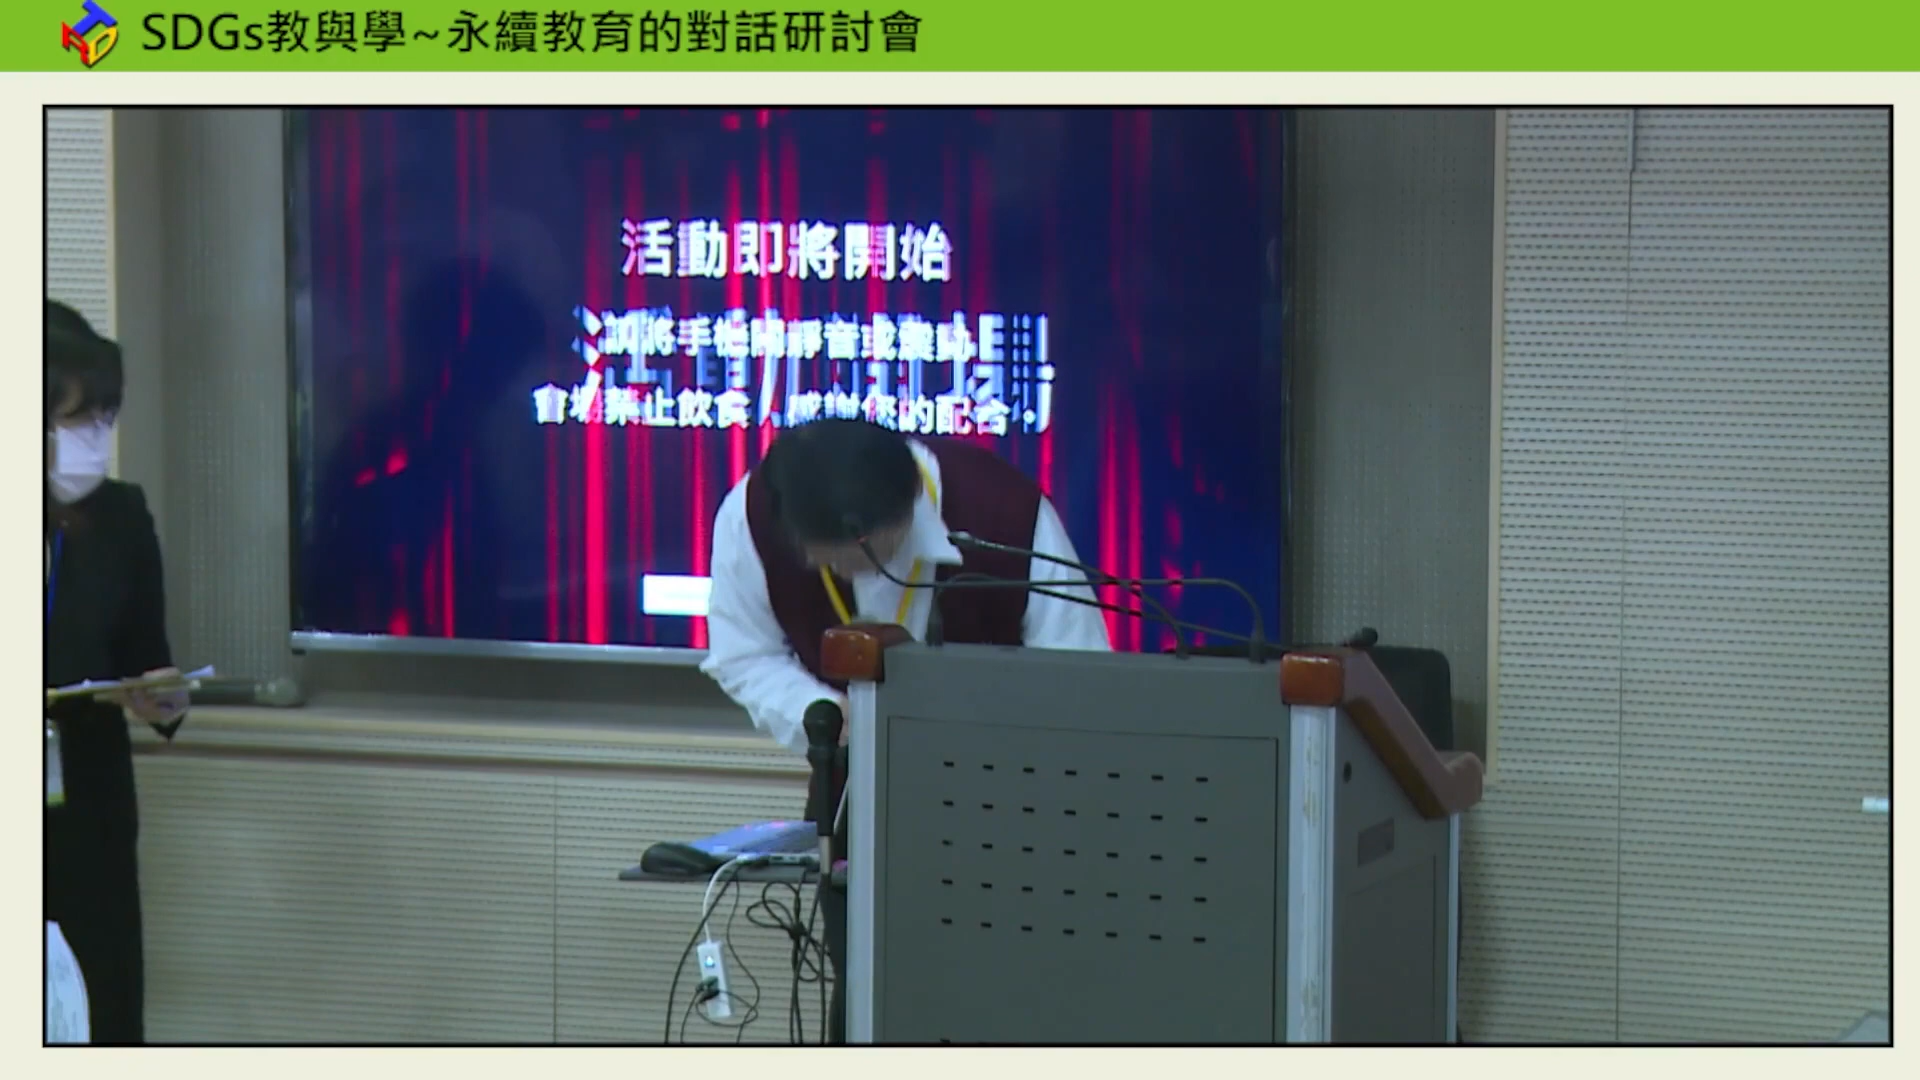 SDGs教與學~永續教育的對話研討會
活動即將開始
請將手機關靜音或震動
會場禁止飲食，感謝您的配合。